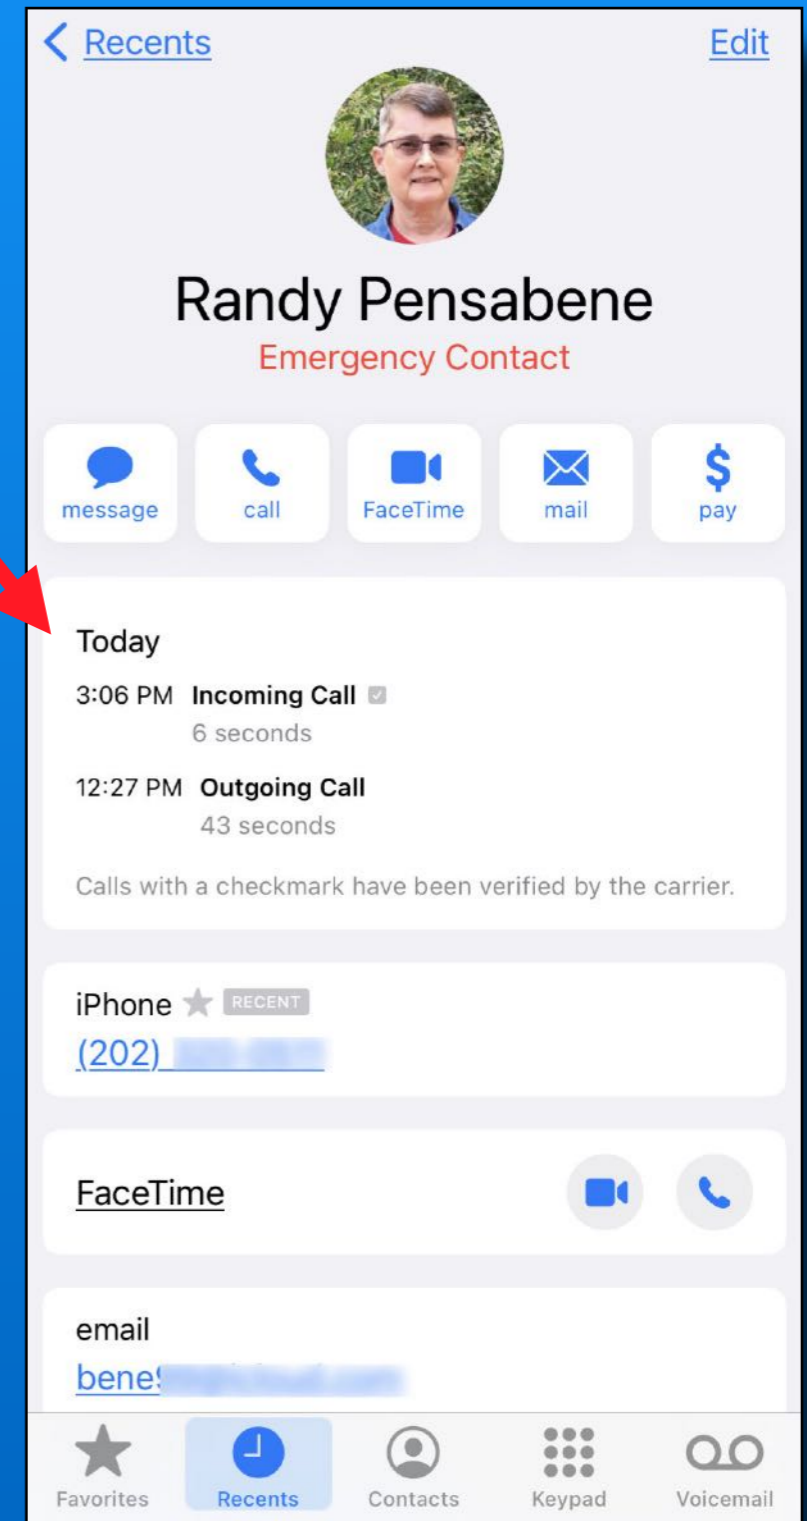 Recents
Edit
Randy Pensabene
Emergency Contact
message
call
FaceTime
mail
$
pay
Today
3:06 PM Incoming Call
6 seconds
12:27 PM Outgoing Call
43 seconds
Calls with a checkmark have been verified by the carrier.
iPhone RECENT
(202)
FaceTime
email
Favorites
Recents
Contacts
Keypad
Voicemail